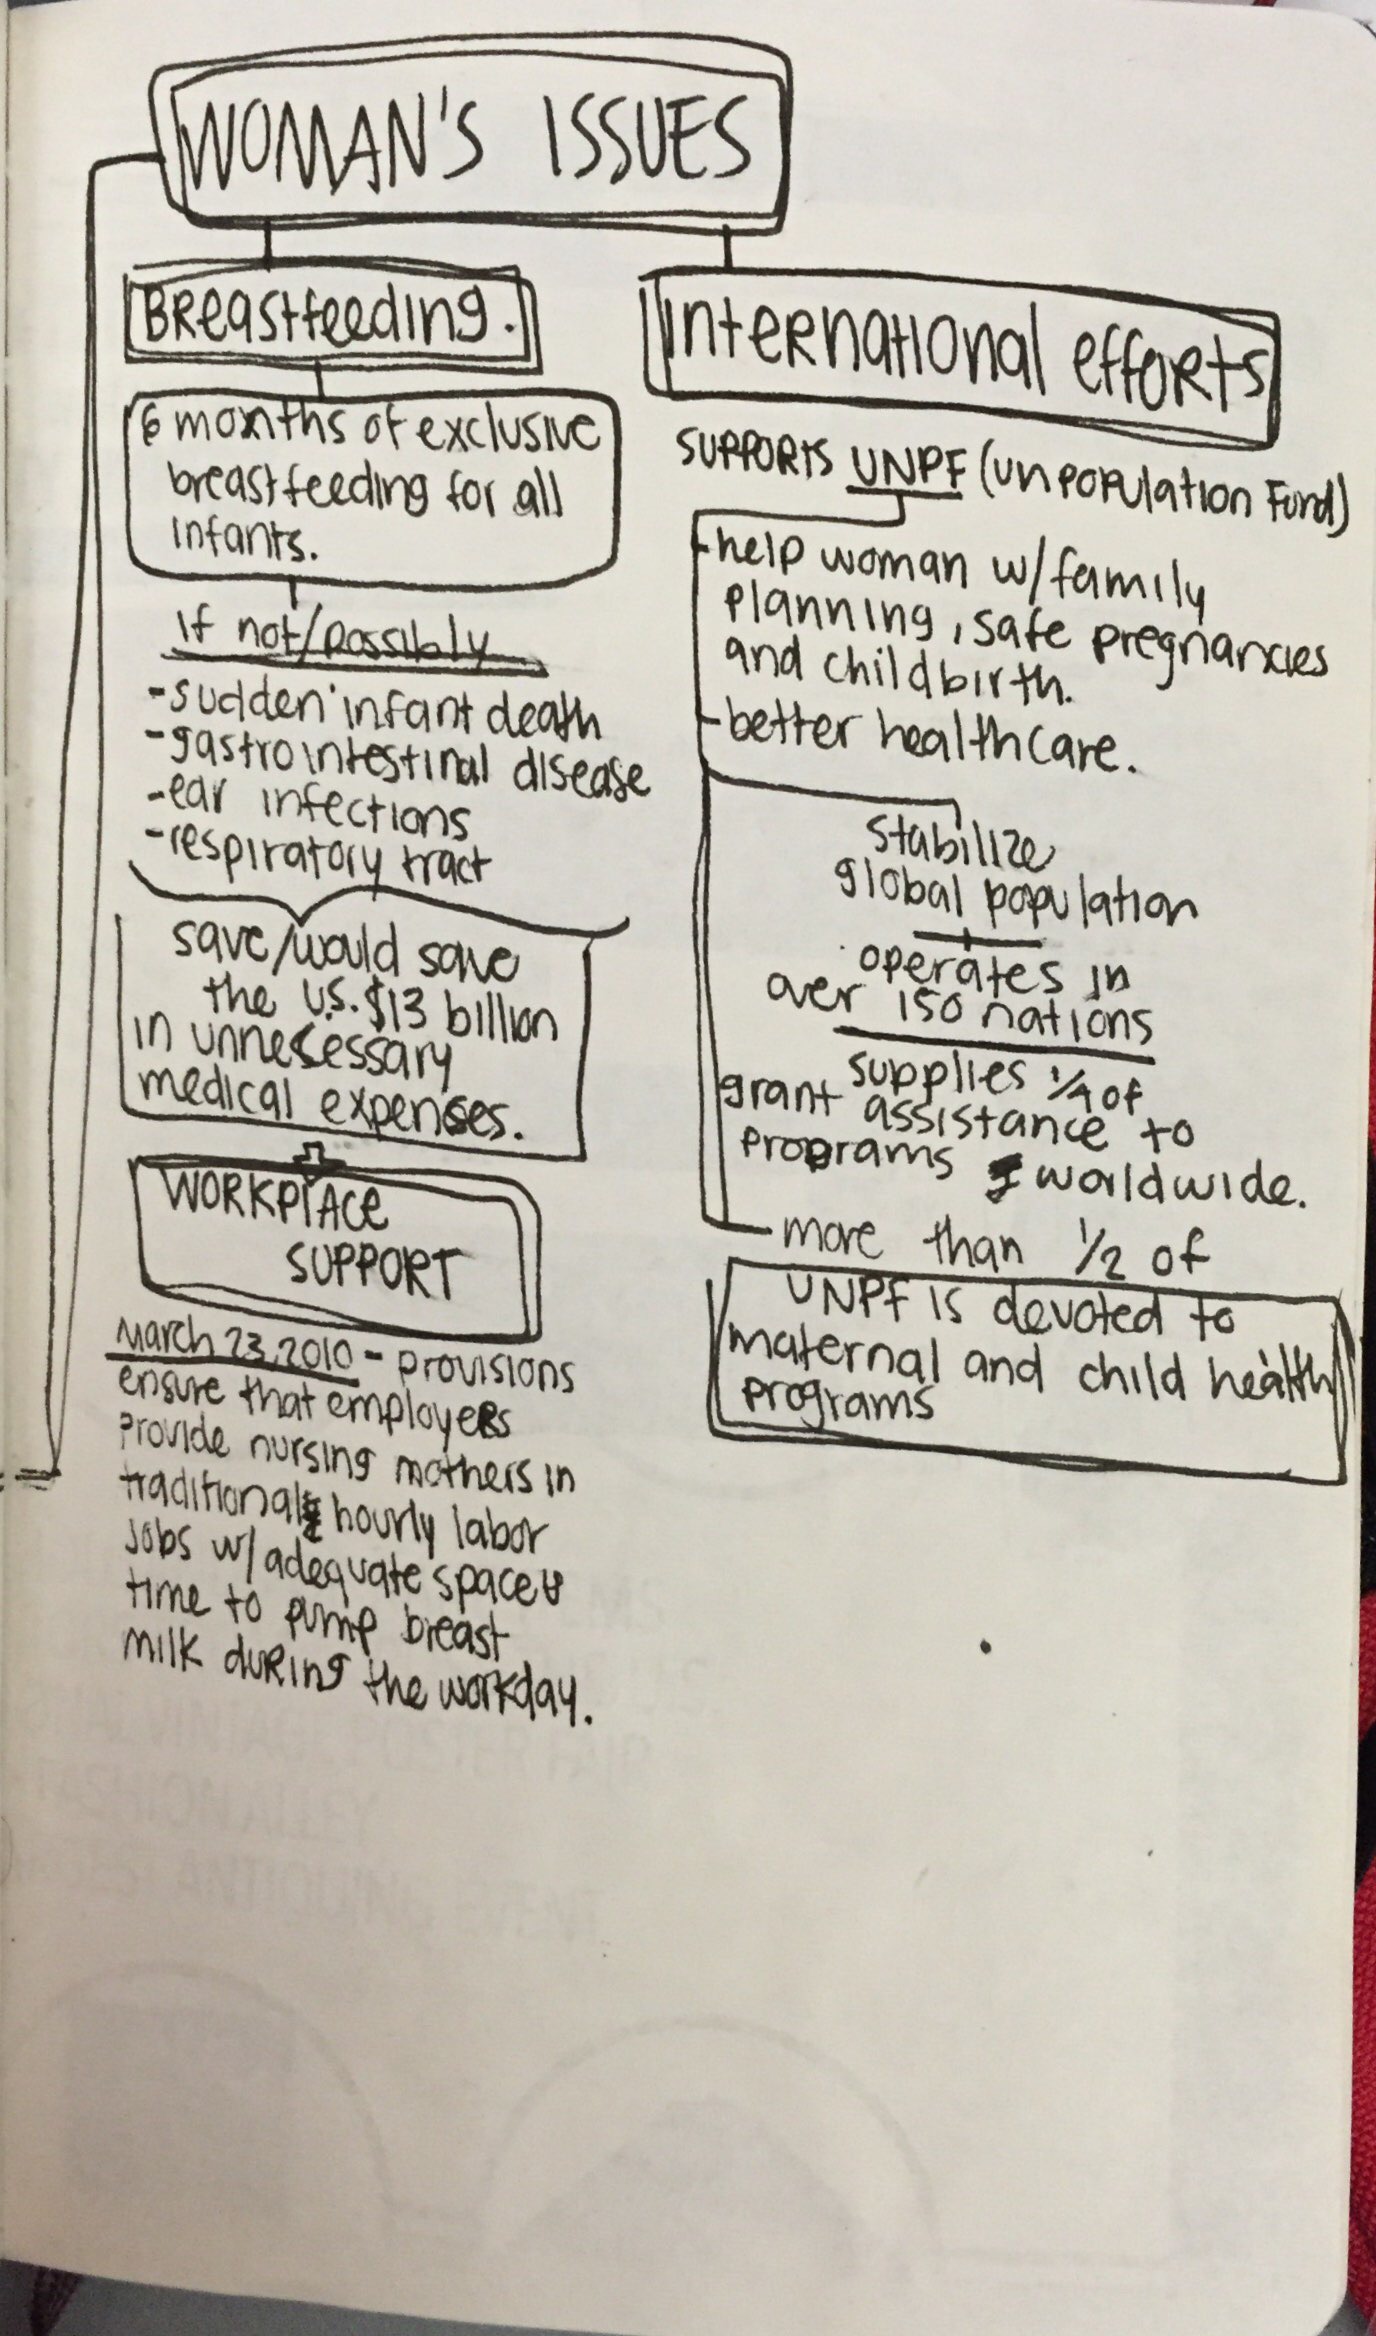 WOMAN'S ISSUES
BREastfeeding.
6 months of exclusive
breastfeeding for all
infants.
if not/possibly
-sudden infant death
-gastrointestinal disease
-ear infections
-respiratory tract
save/would save
the U.S. $13 billion
in unnecessary
medical expenses.
WORKPlACe
SUPPORT
March 23, 2010 - provisions
ensure that employeRs
provide nursing mothers in
traditional & hourly labor
jobs w/ adequate space &
time to pump breast
milk during the workday.
InteRnational effoRts
SUPPORTS UNPF (un population Fund)
-help woman w/ family
planning, safe pregnancies
and childbirth.
-better healthcare.
Stabilize
global population
operates in
over 150 nations
supplies 1/4 of
grant assistance to
programs worldwide.
more than 1/2 of
UNPF is devoted to
maternal and child health
programs